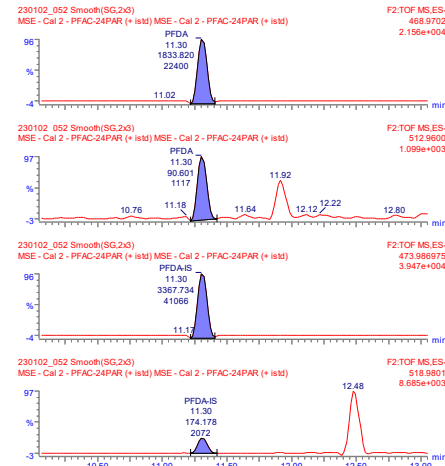 230102_052 Smooth(SG,2x3)
F2:TOF MS,ES-
MSE - Cal 2 - PFAC-24PAR (+ istd) MSE - Cal 2 - PFAC-24PAR (+ istd)
468.9702
2.156e+004
PFDA
11.30
1833.820
22400
11.02
96
%
-4
min
230102_052 Smooth(SG,2x3)
F2:TOF MS,ES-
MSE - Cal 2 - PFAC-24PAR (+ istd) MSE - Cal 2 - PFAC-24PAR (+ istd)
512.9600
1.099e+003
PFDA
11.30
90.601
1117
97
%
-3
10.76
11.18
11.64
11.92
12.12
12.22
12.80
min
230102_052 Smooth(SG,2x3)
F2:TOF MS,ES-
MSE - Cal 2 - PFAC-24PAR (+ istd) MSE - Cal 2 - PFAC-24PAR (+ istd)
473.986975
3.947e+004
PFDA-IS
11.30
3367.734
41066
11.17
96
%
-4
min
230102_052 Smooth(SG,2x3)
F2:TOF MS,ES-
MSE - Cal 2 - PFAC-24PAR (+ istd) MSE - Cal 2 - PFAC-24PAR (+ istd)
518.9801
8.685e+003
PFDA-IS
11.30
174.178
2072
12.48
97
%
-3
min
10.50
11.00
11.50
12.00
12.50
13.00